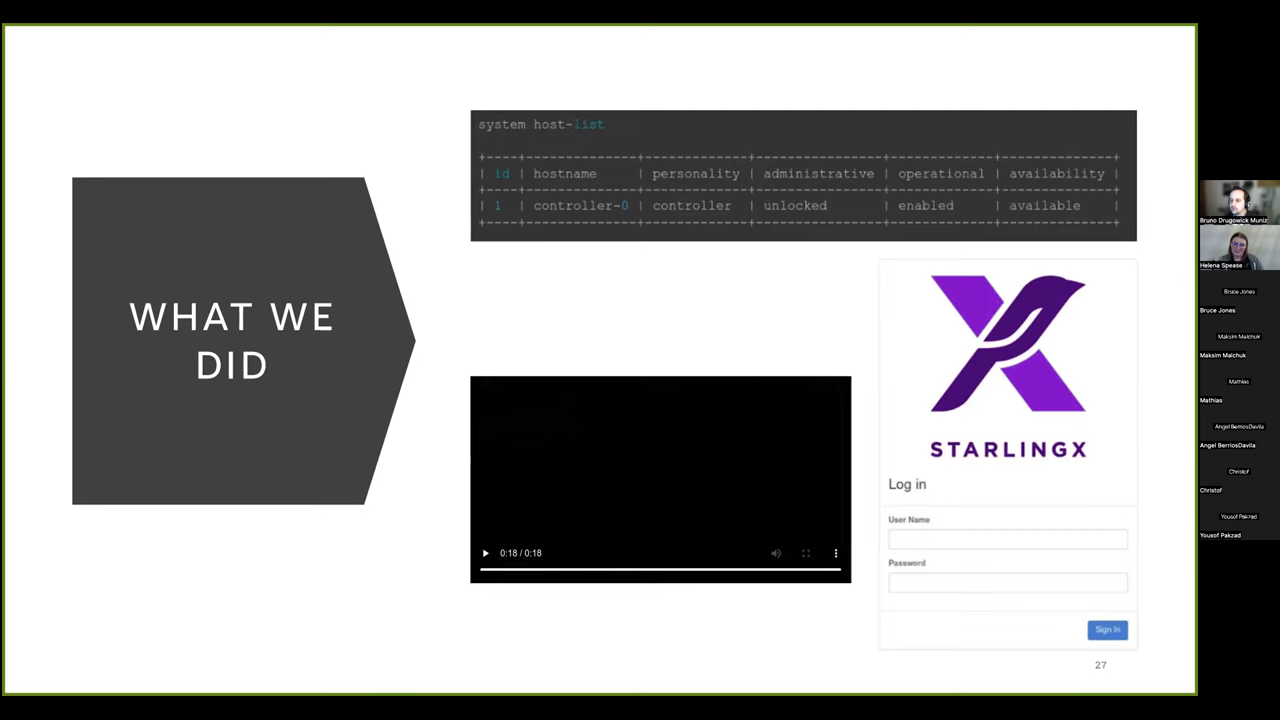 WHAT WE
DID
system host-list
+----+--------------+------------+----------------+-------------+--------------+
| id | hostname | personality | administrative | operational | availability |
+----+--------------+------------+----------------+-------------+--------------+
| 1 | controller-0 | controller | unlocked | enabled | available |
+----+--------------+------------+----------------+-------------+--------------+
0:18 / 0:18
STARLINGX
Log in
User Name
Password
Sign In
27
Bruno Drugowick Muniz
Helena Spease
Bruce Jones
Bruce Jones
Maksim Malchuk
Maksim Malchuk
Mathias
Mathias
Angel BerriosDavila
Angel BerriosDavila
Christof
Christof
Yousof Pakzad
Yousof Pakzad